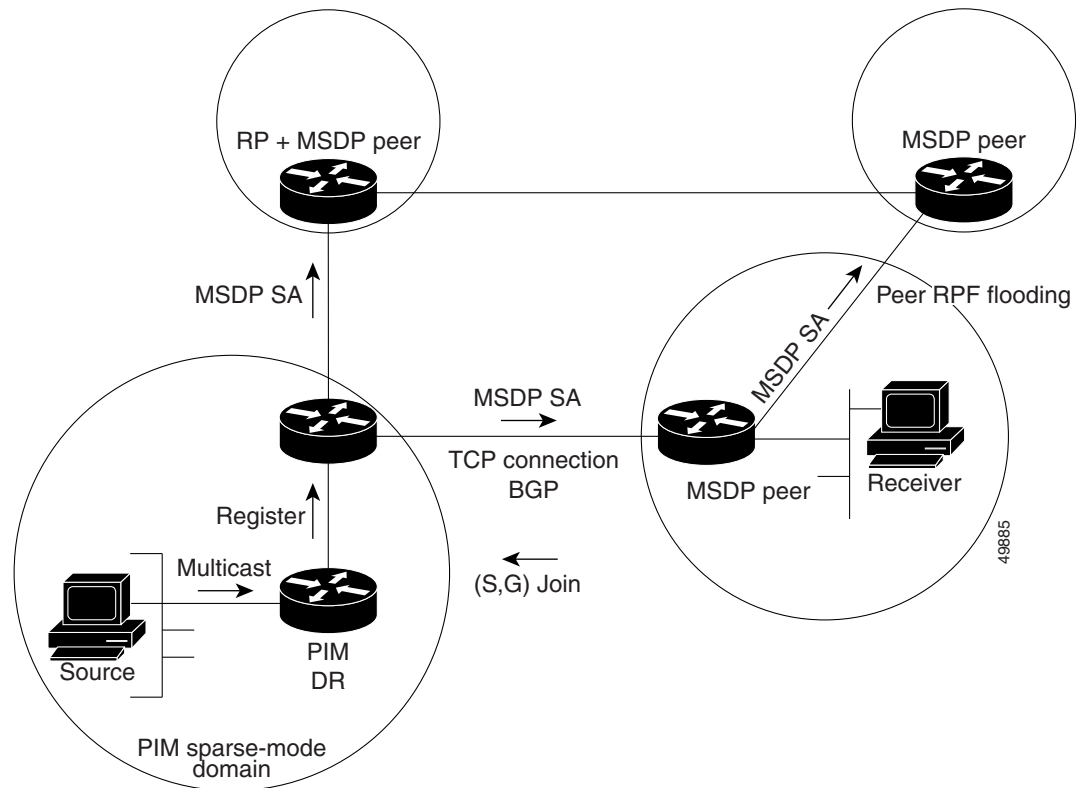 RP + MSDP peer
MSDP peer
MSDP SA
Peer RPF flooding
MSDP SA
MSDP SA
TCP connection
BGP
MSDP peer
Receiver
Register
(S,G) Join
49885
Multicast
Source
PIM
DR
PIM sparse-mode
domain